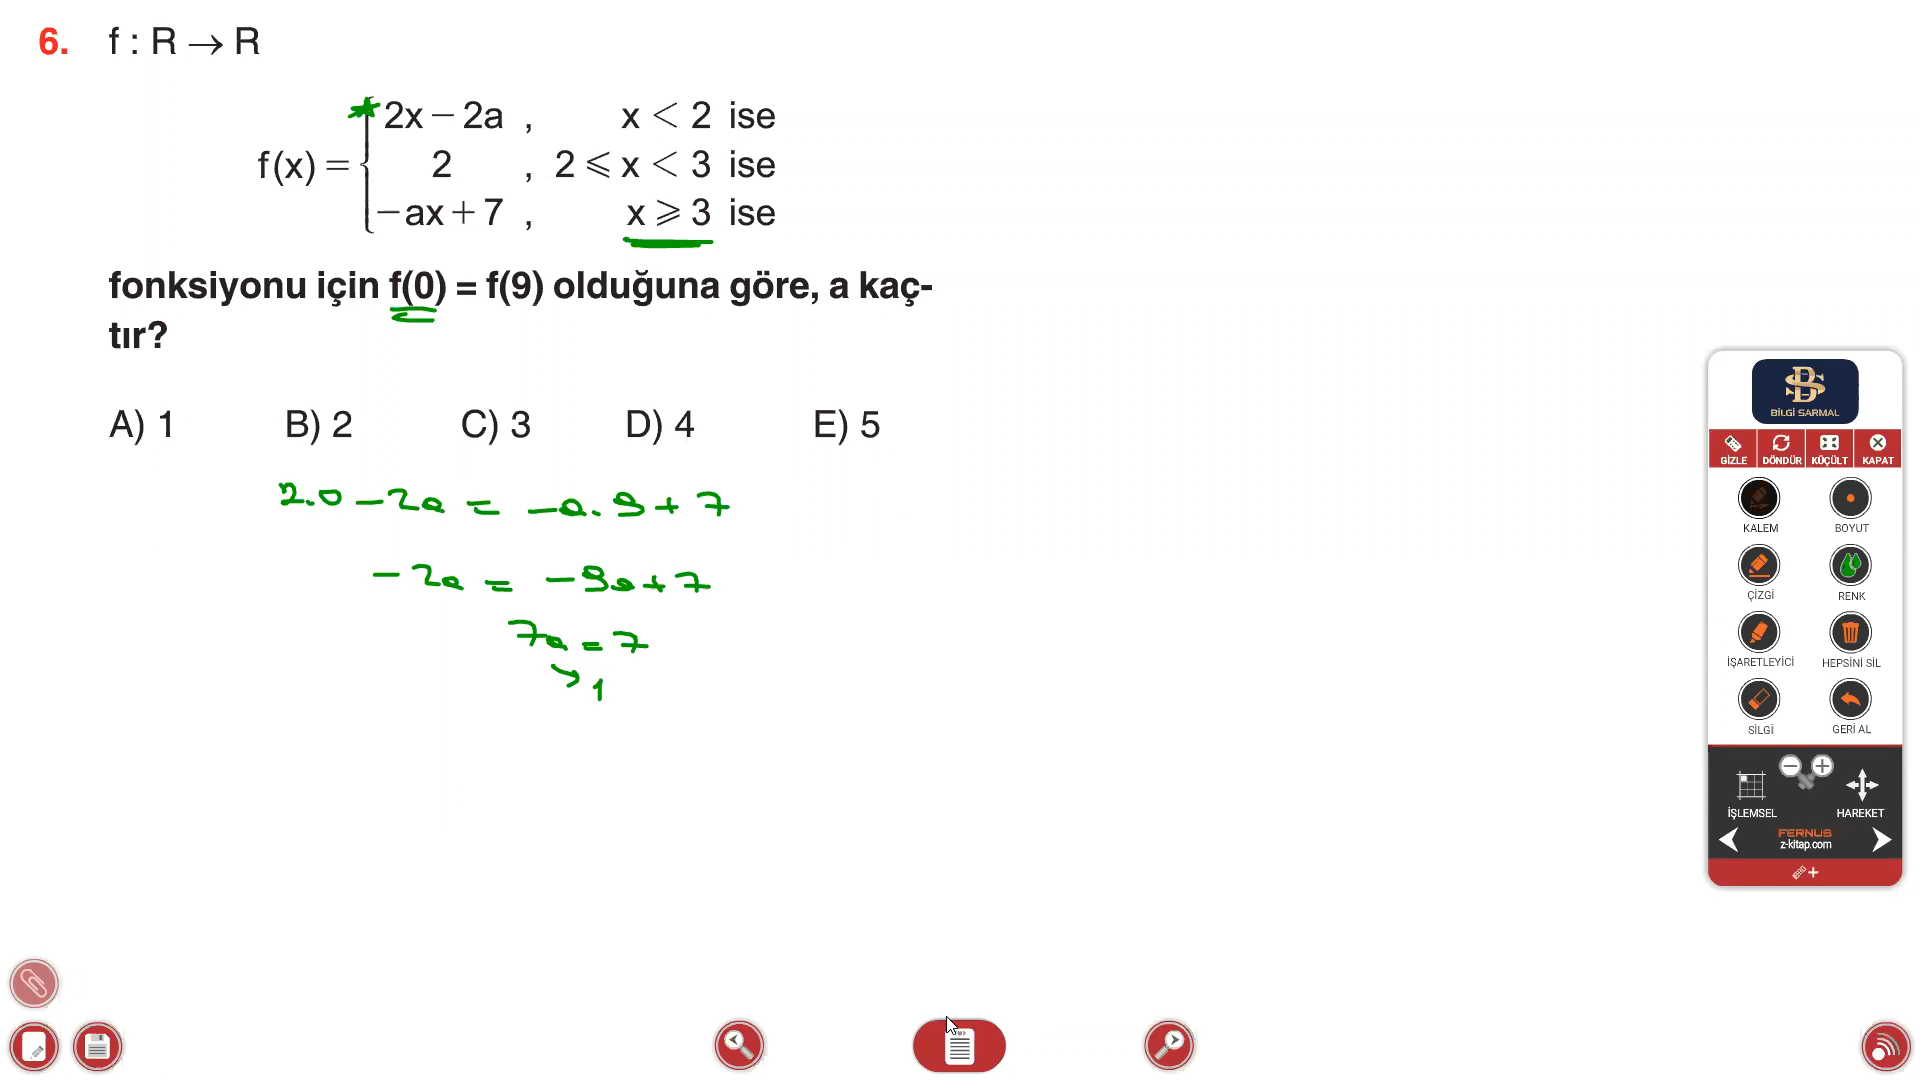 6. f : R → R
2x − 2a , x < 2 ise
f(x) = 2 , 2 ⩽ x < 3 ise
−ax + 7 , x ⩾ 3 ise
fonksiyonu için f(0) = f(9) olduğuna göre, a kaç-
tır?
A) 1 B) 2 C) 3 D) 4 E) 5
2.0 − 2a = −a.9 + 7
−2a = −9a + 7
7a = 7
→ 1
BİLGİ SARMAL
GİZLE DÖNDÜR KÜÇÜLT KAPAT
KALEM BOYUT
ÇİZGİ RENK
İŞARETLEYİCİ HEPSİNİ SİL
SİLGİ GERİ AL
İŞLEMSEL HAREKET
FERNUS
z-kitap.com